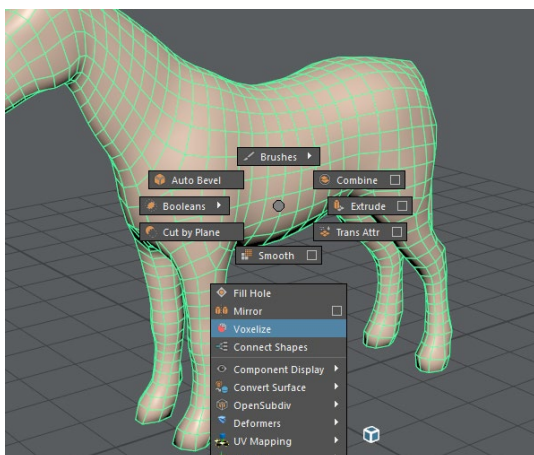 Brushes
Auto Bevel
Combine
Booleans
Extrude
Cut by Plane
Trans Attr
Smooth
Fill Hole
Mirror
Voxelize
Connect Shapes
Component Display
Convert Surface
OpenSubdiv
Deformers
UV Mapping